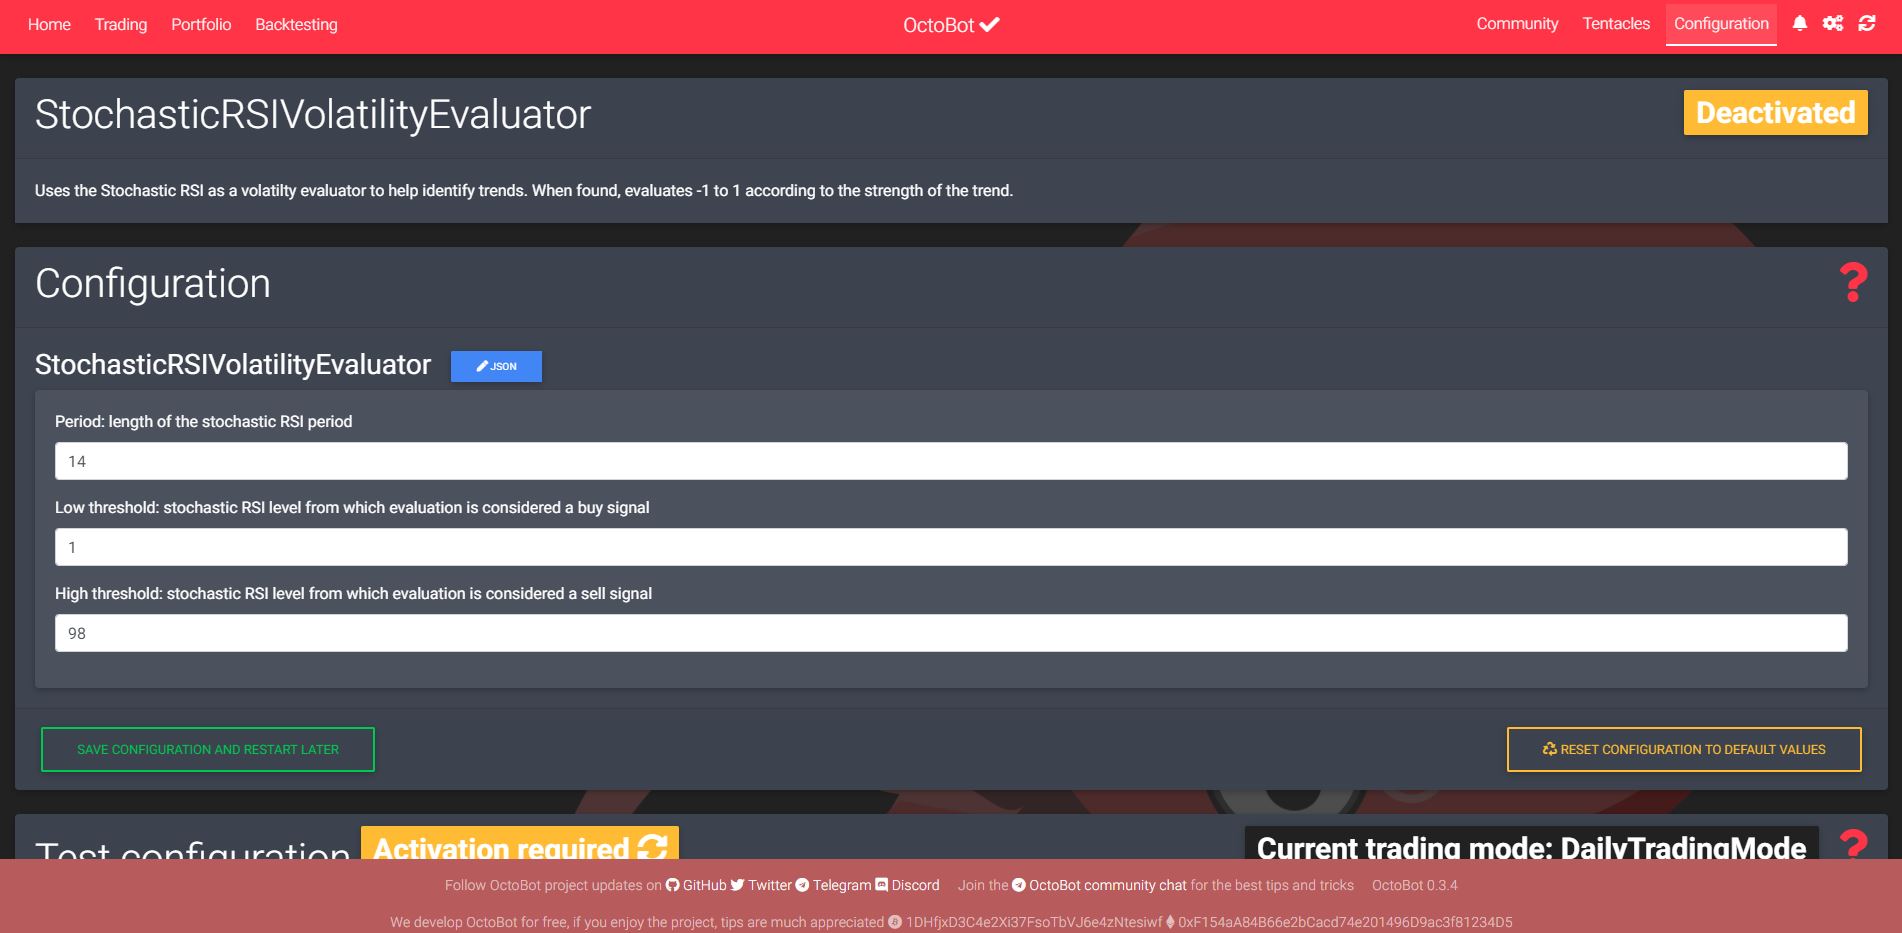 Home Trading Portfolio Backtesting OctoBot Community Tentacles Configuration
StochasticRSIVolatilityEvaluator Deactivated
Uses the Stochastic RSI as a volatilty evaluator to help identify trends. When found, evaluates -1 to 1 according to the strength of the trend.
Configuration ?
StochasticRSIVolatilityEvaluator JSON
Period: length of the stochastic RSI period
14
Low threshold: stochastic RSI level from which evaluation is considered a buy signal
1
High threshold: stochastic RSI level from which evaluation is considered a sell signal
98
SAVE CONFIGURATION AND RESTART LATER RESET CONFIGURATION TO DEFAULT VALUES
Test configuration Activation required Current trading mode: DailyTradingMode ?
Follow OctoBot project updates on GitHub Twitter Telegram Discord Join the OctoBot community chat for the best tips and tricks OctoBot 0.3.4
We develop OctoBot for free, if you enjoy the project, tips are much appreciated 1DHfjxD3C4e2Xi37FsoTbVJ6e4zNtesiwf 0xF154aA84B66e2bCacd74e201496D9ac3f81234D5